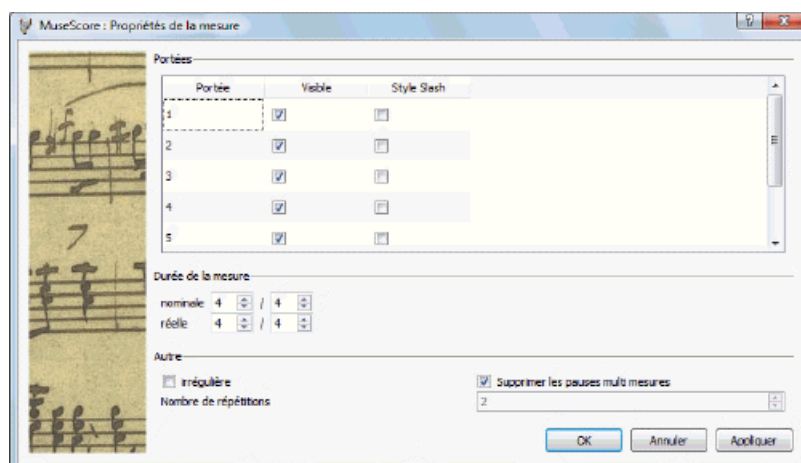 MuseScore : Propriétés de la mesure
Portées
Portée Visible Style Slash
1
2
3
4
5
Durée de la mesure
nominale 4 / 4
réelle 4 / 4
Autre
irrégulière Supprimer les pauses multi mesures
Nombre de répétitions 2
OK Annuler Appliquer